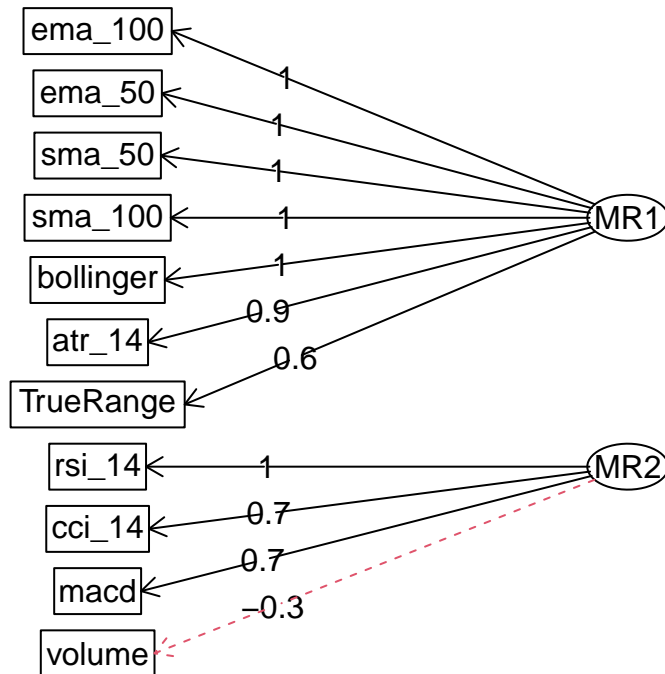 ema_100
1
ema_50
1
sma_50
1
sma_100
1
MR1
bollinger
1
atr_14
0.9
TrueRange
0.6
rsi_14
1
MR2
cci_14
0.7
macd
0.7
volume
−0.3